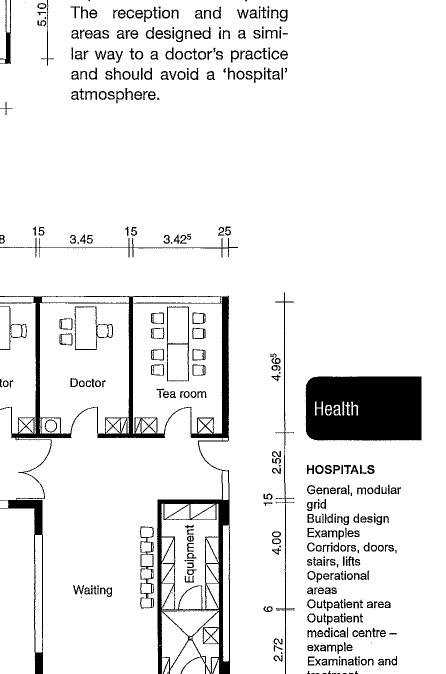 5.10
The reception and waiting
areas are designed in a simi-
lar way to a doctor's practice
and should avoid a 'hospital'
atmosphere.
8
15
3.45
15
3.42⁵
25
4.96⁵
tor
Doctor
Tea room
Health
2.52
HOSPITALS
General, modular
grid
15
Building design
Examples
4.00
Corridors, doors,
stairs, lifts
Equipment
Operational
areas
Waiting
6
Outpatient area
Outpatient
medical centre –
2.72
example
Examination and
treatment